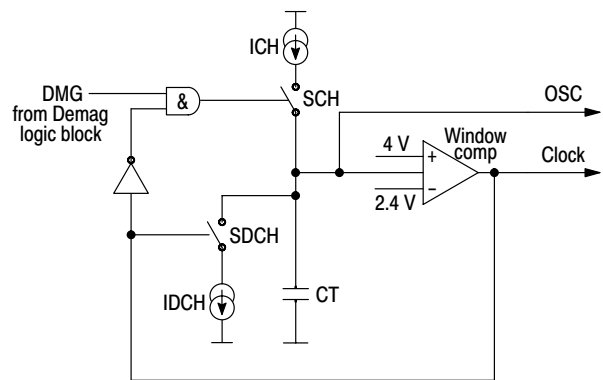 ICH
DMG
from Demag
logic block
&
SCH
OSC
Window
comp
4 V
+
Clock
−
2.4 V
SDCH
IDCH
CT